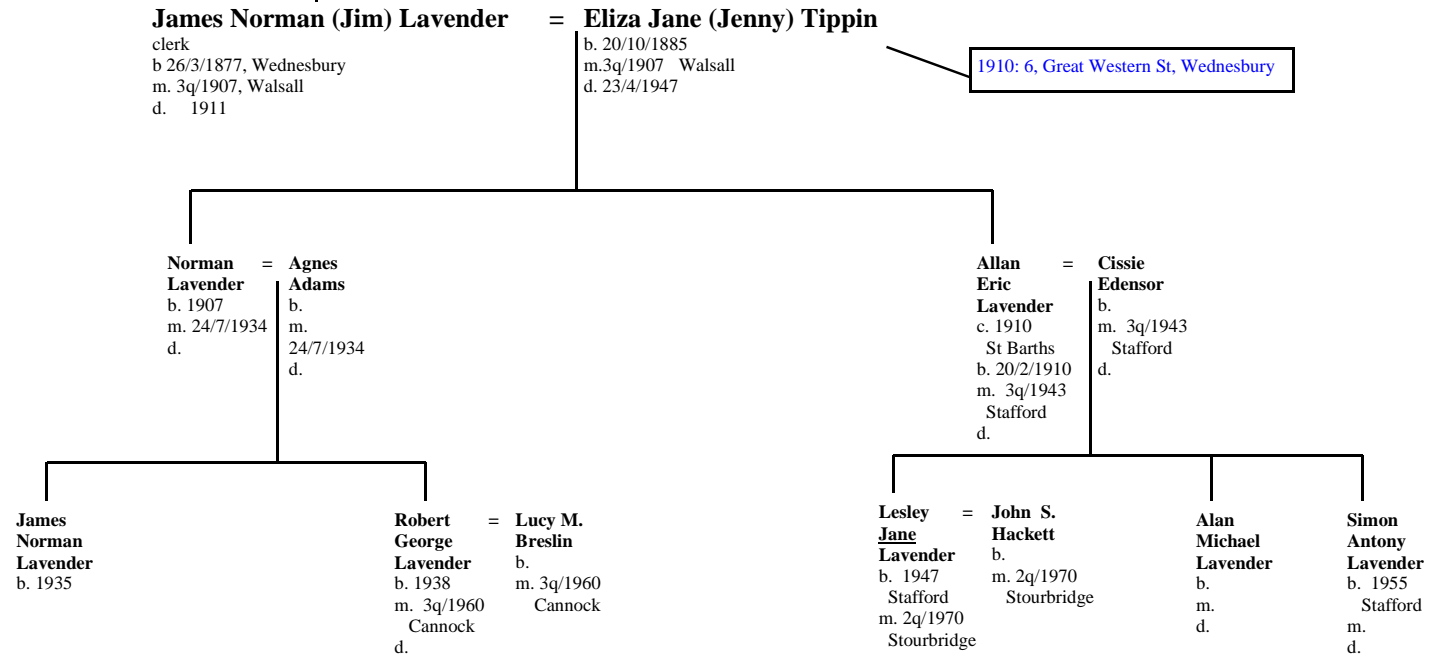 James Norman (Jim) Lavender = Eliza Jane (Jenny) Tippin
clerk
b 26/3/1877, Wednesbury
m. 3q/1907, Walsall
d. 1911
b. 20/10/1885
m.3q/1907 Walsall
d. 23/4/1947
1910: 6, Great Western St, Wednesbury
Norman = Agnes
Lavender Adams
b. 1907
m. 24/7/1934
d.
b.
m.
24/7/1934
d.
Allan = Cissie
Eric Edensor
Lavender
c. 1910
St Barths
b. 20/2/1910
m. 3q/1943
Stafford
d.
b.
m. 3q/1943
Stafford
d.
James
Norman
Lavender
b. 1935
Robert = Lucy M.
George Breslin
Lavender
b. 1938
m. 3q/1960
Cannock
d.
b.
m. 3q/1960
Cannock
Lesley = John S.
Jane Hackett
Lavender
b. 1947
Stafford
m. 2q/1970
Stourbridge
b.
m. 2q/1970
Stourbridge
Alan
Michael
Lavender
b.
m.
d.
Simon
Antony
Lavender
b. 1955
Stafford
m.
d.